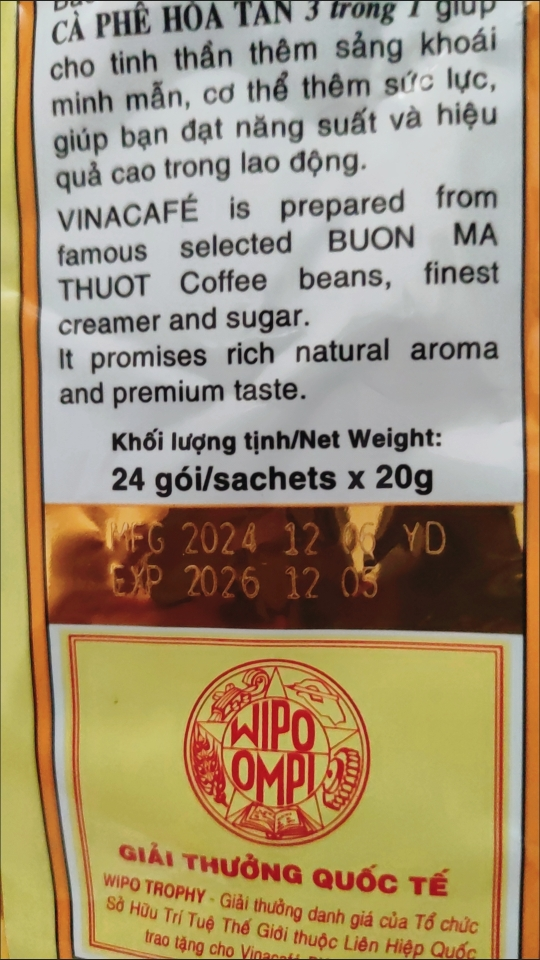 CÀ PHÊ HÒA TAN 3 trong 1 giúp
cho tinh thần thêm sảng khoái
minh mẫn, cơ thể thêm sức lực,
giúp bạn đạt năng suất và hiệu
quả cao trong lao động.
VINACAFÉ is prepared from
famous selected BUON MA
THUOT Coffee beans, finest
creamer and sugar.
It promises rich natural aroma
and premium taste.
Khối lượng tịnh/Net Weight:
24 gói/sachets x 20g
MFG 2024 12 06 YD
EXP 2026 12 05
WIPO
OMPI
GIẢI THƯỞNG QUỐC TẾ
WIPO TROPHY - Giải thưởng danh giá của Tổ chức
Sở Hữu Trí Tuệ Thế Giới thuộc Liên Hiệp Quốc
trao tặng cho